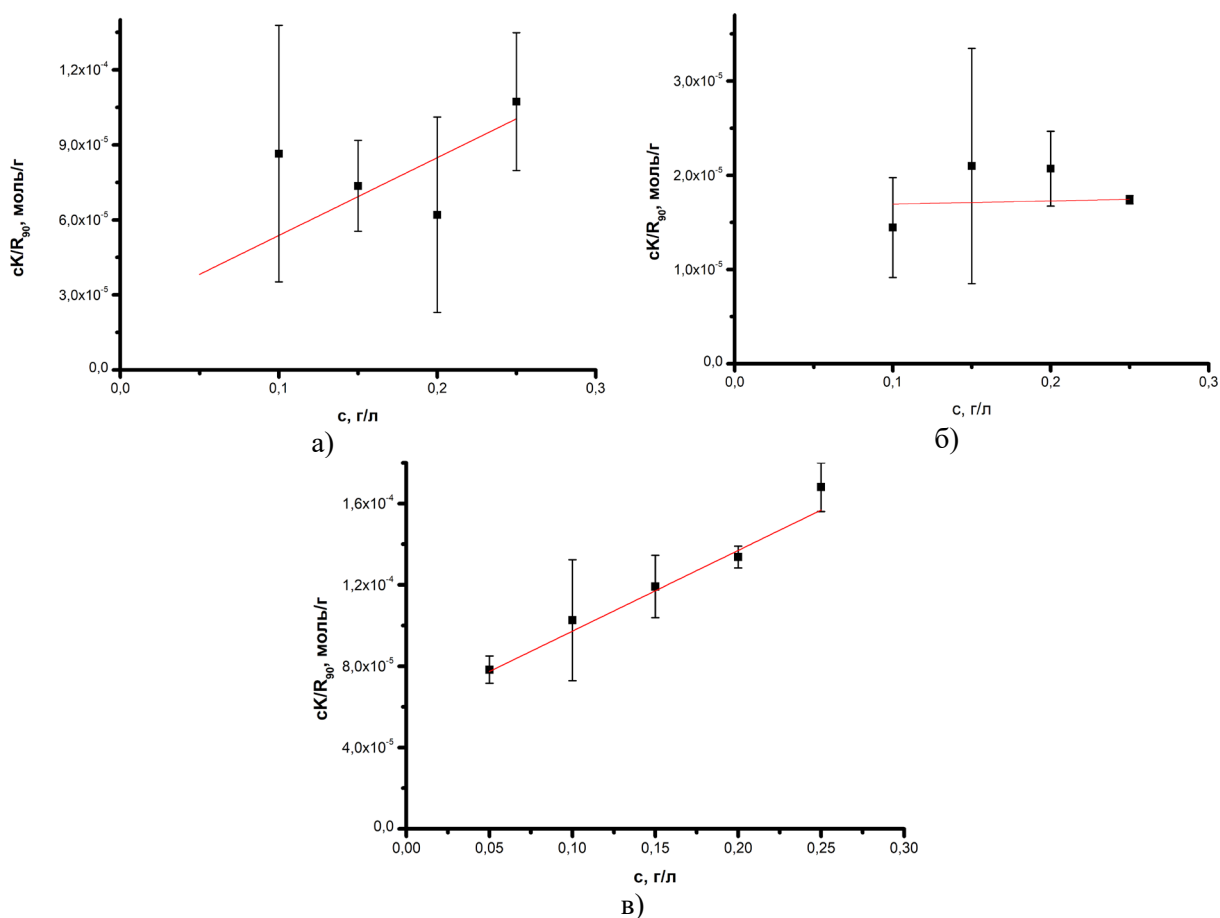 1,2x10⁻⁴
9,0x10⁻⁵
6,0x10⁻⁵
3,0x10⁻⁵
0,0
cK/R₉₀, моль/г
0,0
0,1
0,2
0,3
с, г/л
а)
3,0x10⁻⁵
2,0x10⁻⁵
1,0x10⁻⁵
0,0
cK/R₉₀, моль/г
0,0
0,1
0,2
0,3
с, г/л
б)
1,6x10⁻⁴
1,2x10⁻⁴
8,0x10⁻⁵
4,0x10⁻⁵
0,0
cK/R₉₀, моль/г
0,00
0,05
0,10
0,15
0,20
0,25
0,30
с, г/л
в)